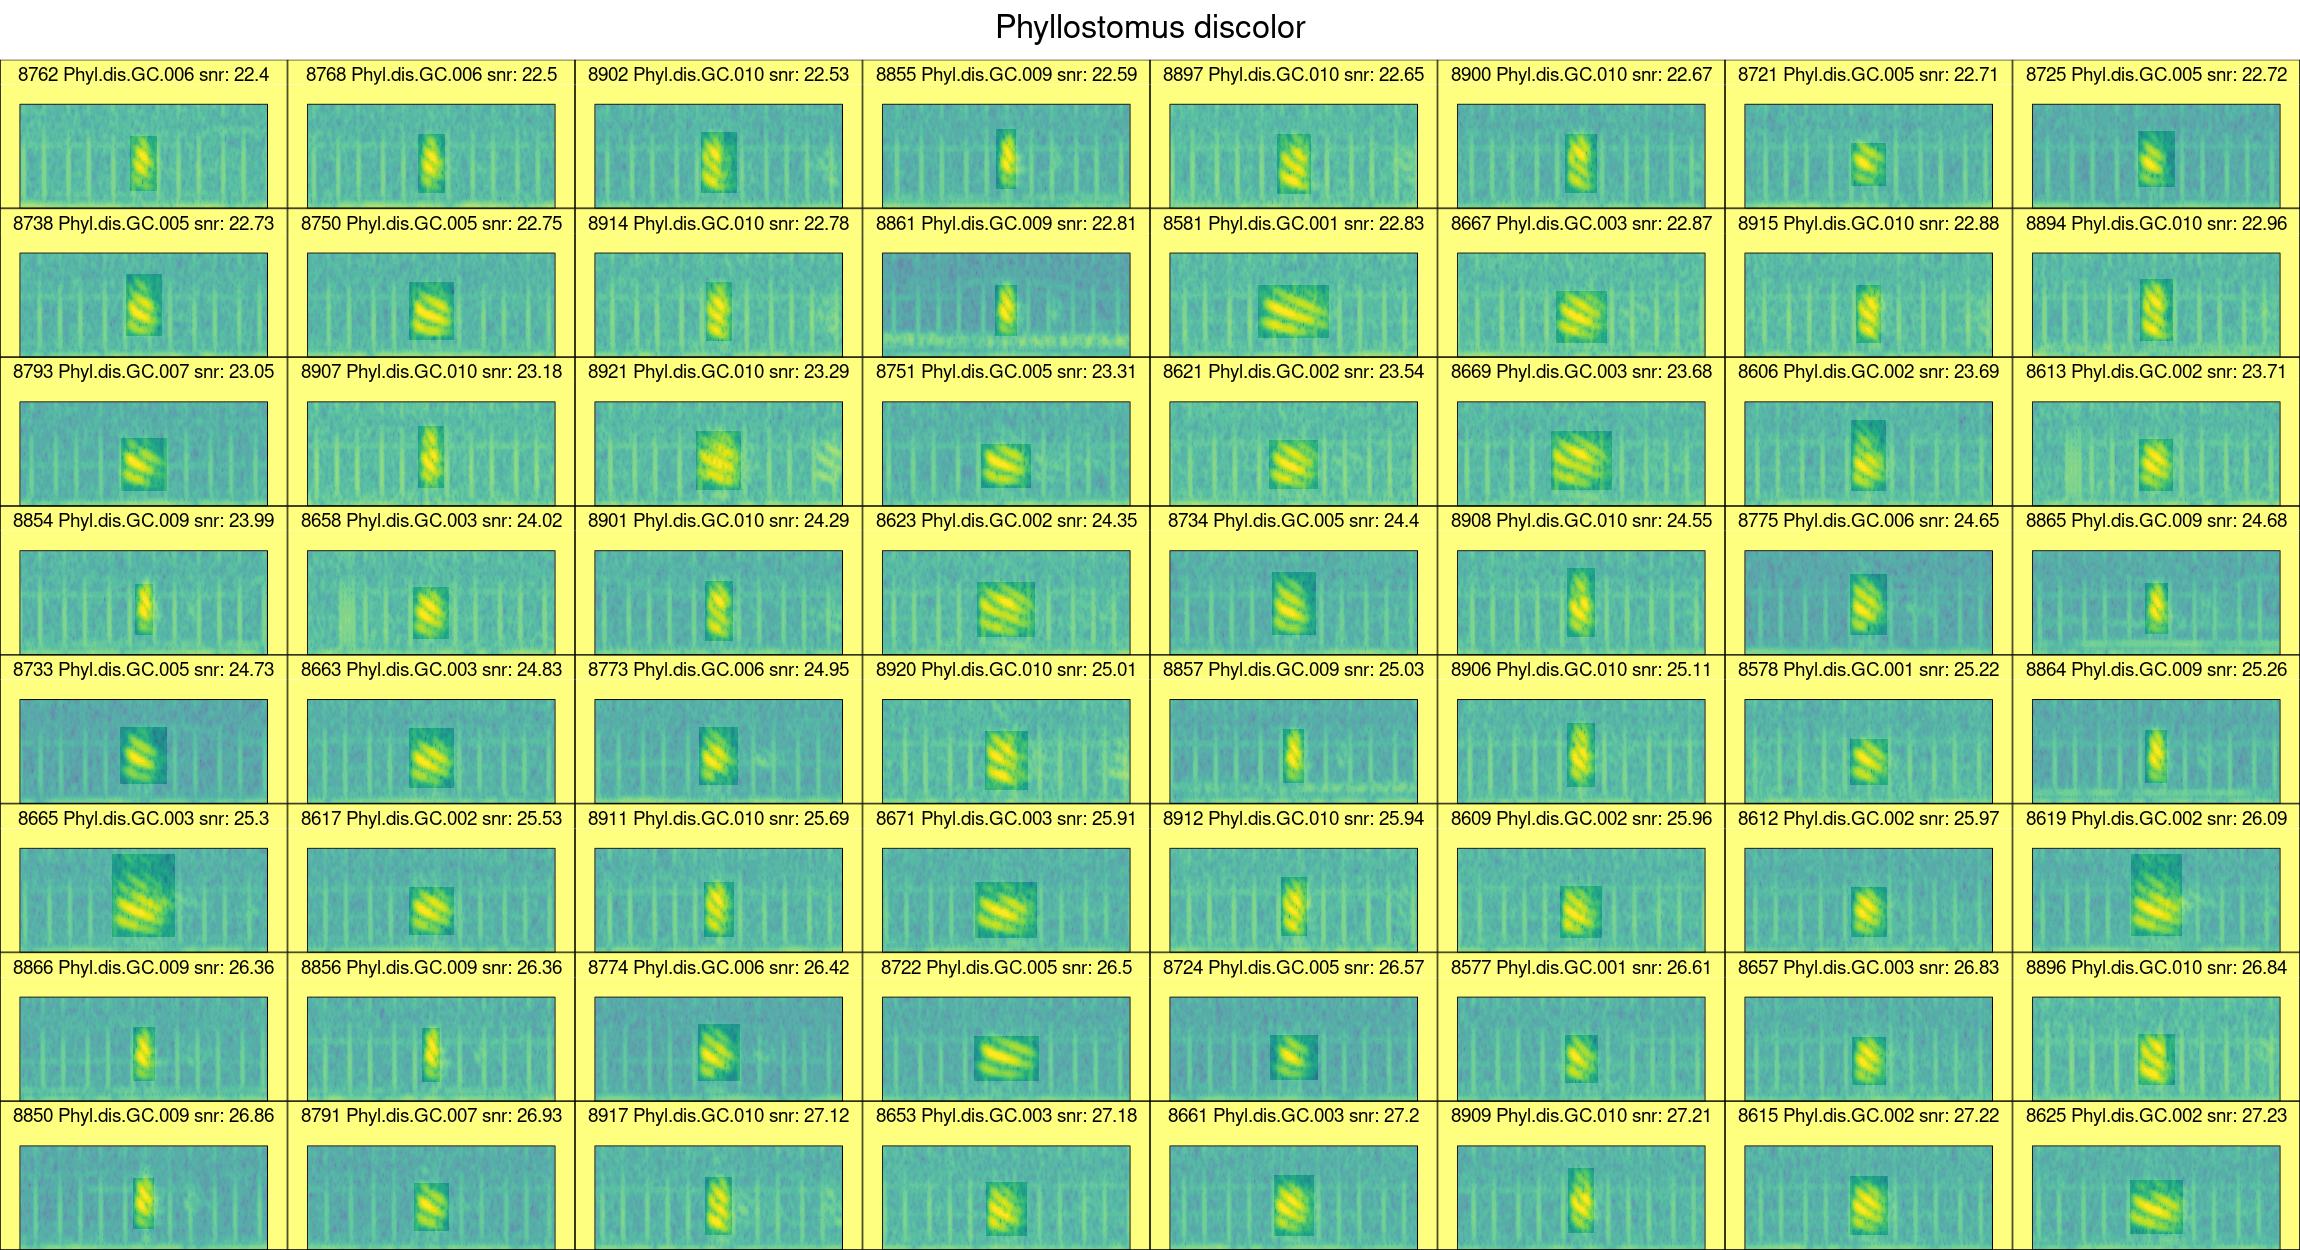 Phyllostomus discolor
8762 Phyl.dis.GC.006 snr: 22.4 8768 Phyl.dis.GC.006 snr: 22.5 8902 Phyl.dis.GC.010 snr: 22.53 8855 Phyl.dis.GC.009 snr: 22.59 8897 Phyl.dis.GC.010 snr: 22.65 8900 Phyl.dis.GC.010 snr: 22.67 8721 Phyl.dis.GC.005 snr: 22.71 8725 Phyl.dis.GC.005 snr: 22.72
8738 Phyl.dis.GC.005 snr: 22.73 8750 Phyl.dis.GC.005 snr: 22.75 8914 Phyl.dis.GC.010 snr: 22.78 8861 Phyl.dis.GC.009 snr: 22.81 8581 Phyl.dis.GC.001 snr: 22.83 8667 Phyl.dis.GC.003 snr: 22.87 8915 Phyl.dis.GC.010 snr: 22.88 8894 Phyl.dis.GC.010 snr: 22.96
8793 Phyl.dis.GC.007 snr: 23.05 8907 Phyl.dis.GC.010 snr: 23.18 8921 Phyl.dis.GC.010 snr: 23.29 8751 Phyl.dis.GC.005 snr: 23.31 8621 Phyl.dis.GC.002 snr: 23.54 8669 Phyl.dis.GC.003 snr: 23.68 8606 Phyl.dis.GC.002 snr: 23.69 8613 Phyl.dis.GC.002 snr: 23.71
8854 Phyl.dis.GC.009 snr: 23.99 8658 Phyl.dis.GC.003 snr: 24.02 8901 Phyl.dis.GC.010 snr: 24.29 8623 Phyl.dis.GC.002 snr: 24.35 8734 Phyl.dis.GC.005 snr: 24.4 8908 Phyl.dis.GC.010 snr: 24.55 8775 Phyl.dis.GC.006 snr: 24.65 8865 Phyl.dis.GC.009 snr: 24.68
8733 Phyl.dis.GC.005 snr: 24.73 8663 Phyl.dis.GC.003 snr: 24.83 8773 Phyl.dis.GC.006 snr: 24.95 8920 Phyl.dis.GC.010 snr: 25.01 8857 Phyl.dis.GC.009 snr: 25.03 8906 Phyl.dis.GC.010 snr: 25.11 8578 Phyl.dis.GC.001 snr: 25.22 8864 Phyl.dis.GC.009 snr: 25.26
8665 Phyl.dis.GC.003 snr: 25.3 8617 Phyl.dis.GC.002 snr: 25.53 8911 Phyl.dis.GC.010 snr: 25.69 8671 Phyl.dis.GC.003 snr: 25.91 8912 Phyl.dis.GC.010 snr: 25.94 8609 Phyl.dis.GC.002 snr: 25.96 8612 Phyl.dis.GC.002 snr: 25.97 8619 Phyl.dis.GC.002 snr: 26.09
8866 Phyl.dis.GC.009 snr: 26.36 8856 Phyl.dis.GC.009 snr: 26.36 8774 Phyl.dis.GC.006 snr: 26.42 8722 Phyl.dis.GC.005 snr: 26.5 8724 Phyl.dis.GC.005 snr: 26.57 8577 Phyl.dis.GC.001 snr: 26.61 8657 Phyl.dis.GC.003 snr: 26.83 8896 Phyl.dis.GC.010 snr: 26.84
8850 Phyl.dis.GC.009 snr: 26.86 8791 Phyl.dis.GC.007 snr: 26.93 8917 Phyl.dis.GC.010 snr: 27.12 8653 Phyl.dis.GC.003 snr: 27.18 8661 Phyl.dis.GC.003 snr: 27.2 8909 Phyl.dis.GC.010 snr: 27.21 8615 Phyl.dis.GC.002 snr: 27.22 8625 Phyl.dis.GC.002 snr: 27.23